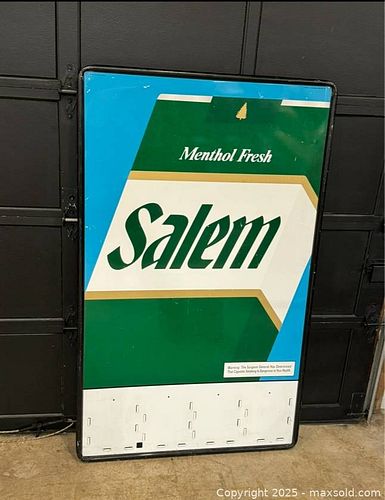 Menthol Fresh
Salem
Warning: The Surgeon General Has Determined
That Cigarette Smoking Is Dangerous to Your Health.
Copyright © 2025 - maxsold.com